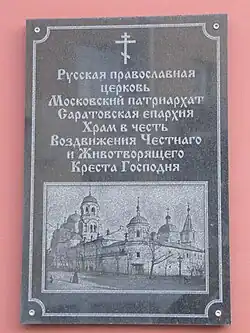 Русская православная
церковь
Московский патриархат
Саратовская епархия
Храм в честь
Воздвижения Честнаго
и Животворящего
Креста Господня